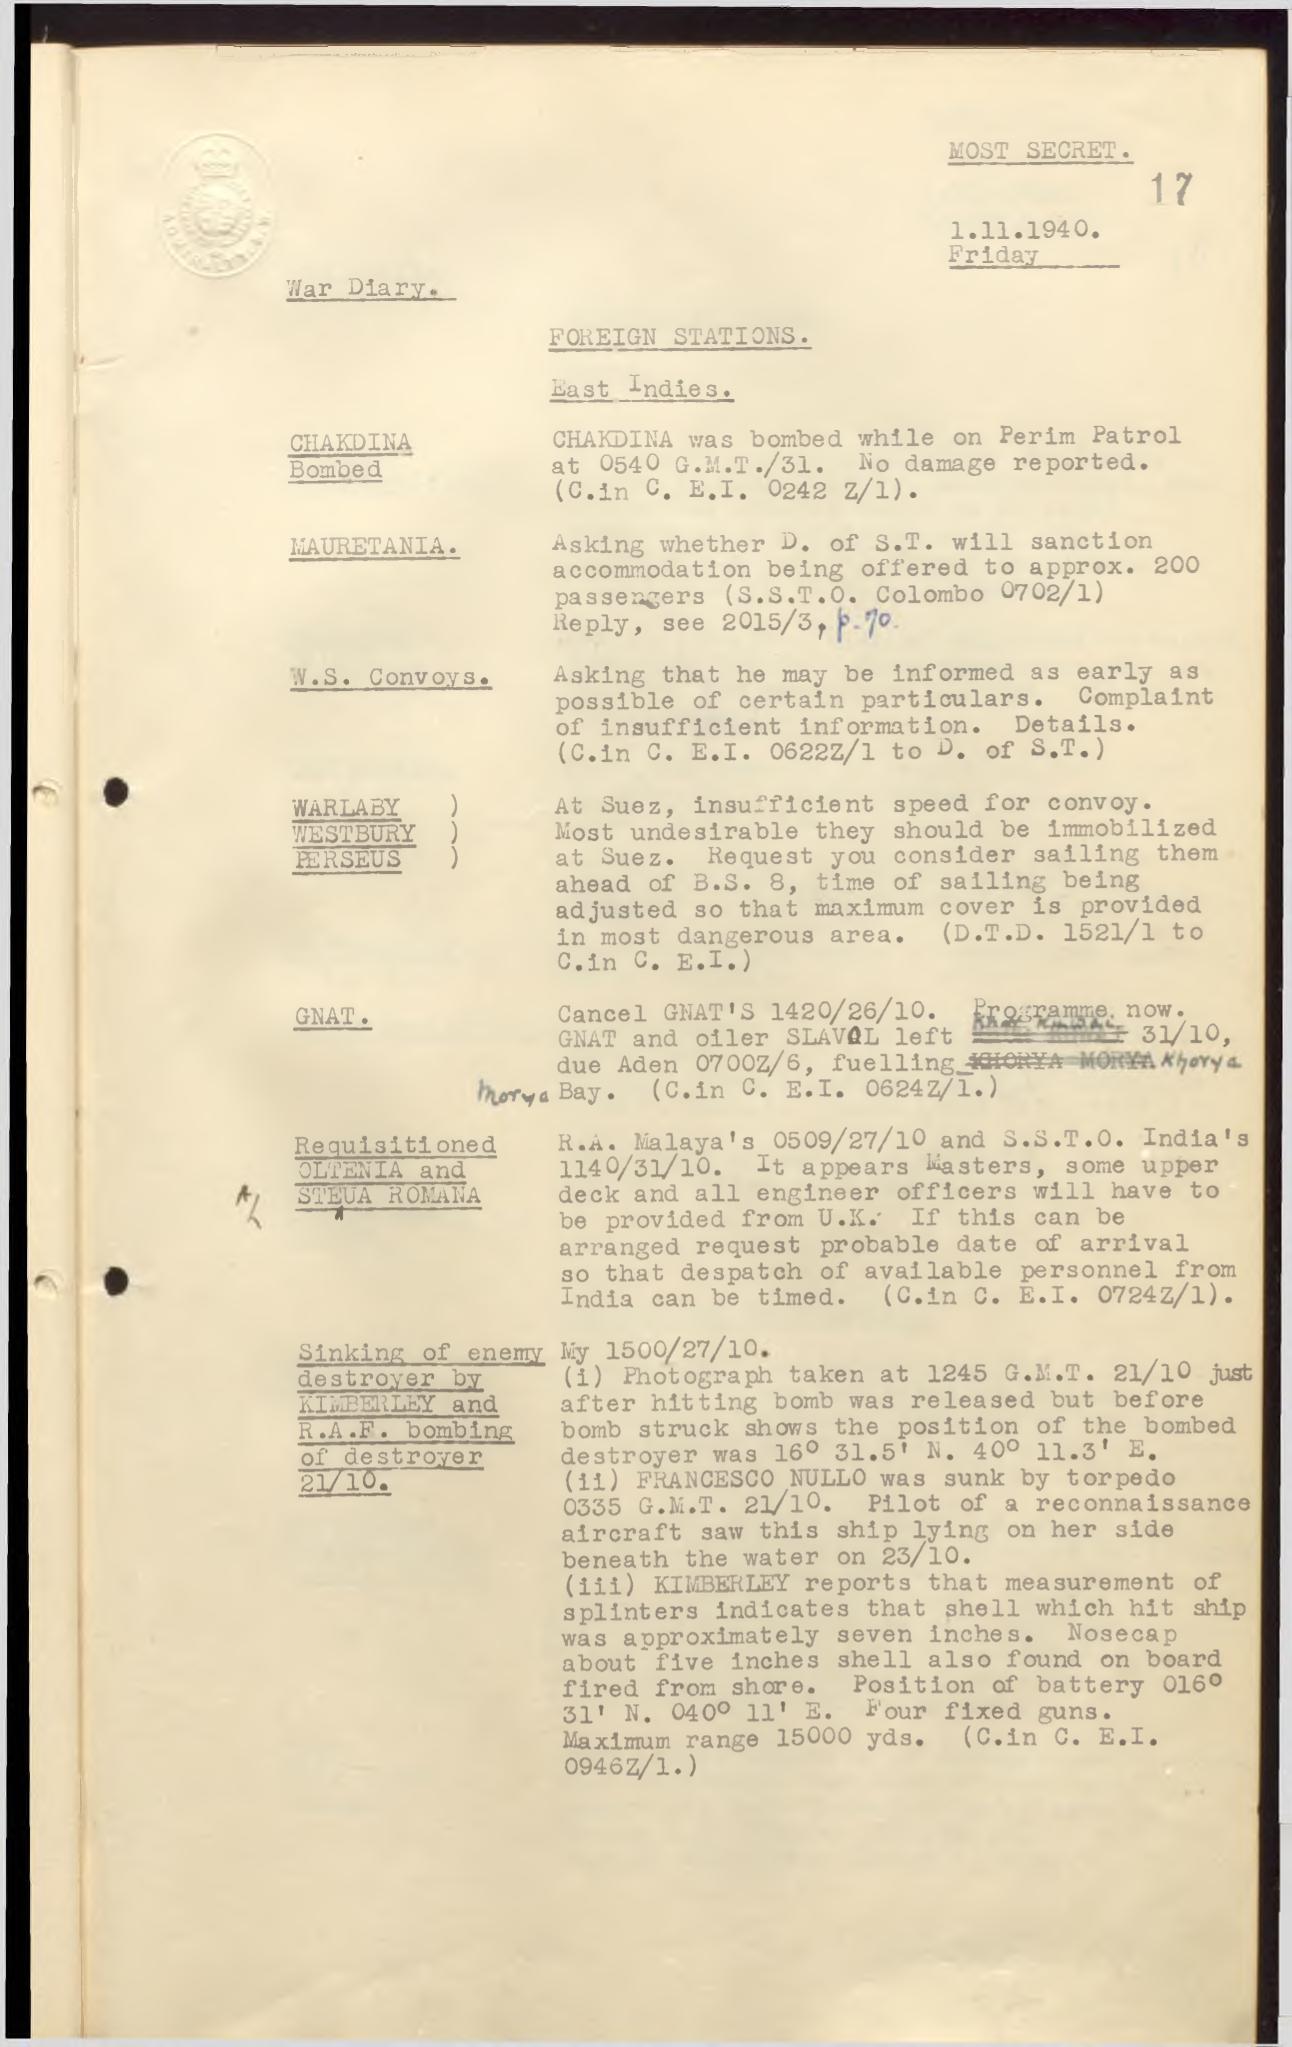 MOST SECRET.
17
1.11.1940.
Friday
War Diary.
FOREIGN STATIONS.
East Indies.
CHAKDINA
Bombed
CHAKDINA was bombed while on Perim Patrol
at 0540 G.M.T./31. No damage reported.
(C.in C. E.I. 0242 Z/1).
MAURETANIA.
Asking whether D. of S.T. will sanction
accommodation being offered to approx. 200
passengers (S.S.T.O. Colombo 0702/1)
Reply, see 2015/3, p.70.
W.S. Convoys.
Asking that he may be informed as early as
possible of certain particulars. Complaint
of insufficient information. Details.
(C.in C. E.I. 0622Z/1 to D. of S.T.)
WARLABY )
WESTBURY )
PERSEUS )
At Suez, insufficient speed for convoy.
Most undesirable they should be immobilized
at Suez. Request you consider sailing them
ahead of B.S. 8, time of sailing being
adjusted so that maximum cover is provided
in most dangerous area. (D.T.D. 1521/1 to
C.in C. E.I.)
GNAT.
Cancel GNAT'S 1420/26/10. Programme now.
GNAT and oiler SLAVOL left 31/10,
due Aden 0700Z/6, fuelling KHORYA MORYA Khorya
Morya Bay. (C.in C. E.I. 0624Z/1.)
Requisitioned
OLTENIA and
STEUA ROMANA
A/
R.A. Malaya's 0509/27/10 and S.S.T.O. India's
1140/31/10. It appears Masters, some upper
deck and all engineer officers will have to
be provided from U.K. If this can be
arranged request probable date of arrival
so that despatch of available personnel from
India can be timed. (C.in C. E.I. 0724Z/1).
Sinking of enemy
destroyer by
KIMBERLEY and
R.A.F. bombing
of destroyer
21/10.
My 1500/27/10.
(i) Photograph taken at 1245 G.M.T. 21/10 just
after hitting bomb was released but before
bomb struck shows the position of the bombed
destroyer was 16° 31.5' N. 40° 11.3' E.
(ii) FRANCESCO NULLO was sunk by torpedo
0335 G.M.T. 21/10. Pilot of a reconnaissance
aircraft saw this ship lying on her side
beneath the water on 23/10.
(iii) KIMBERLEY reports that measurement of
splinters indicates that shell which hit ship
was approximately seven inches. Nosecap
about five inches shell also found on board
fired from shore. Position of battery 016°
31' N. 040° 11' E. Four fixed guns.
Maximum range 15000 yds. (C.in C. E.I.
0946Z/1.)